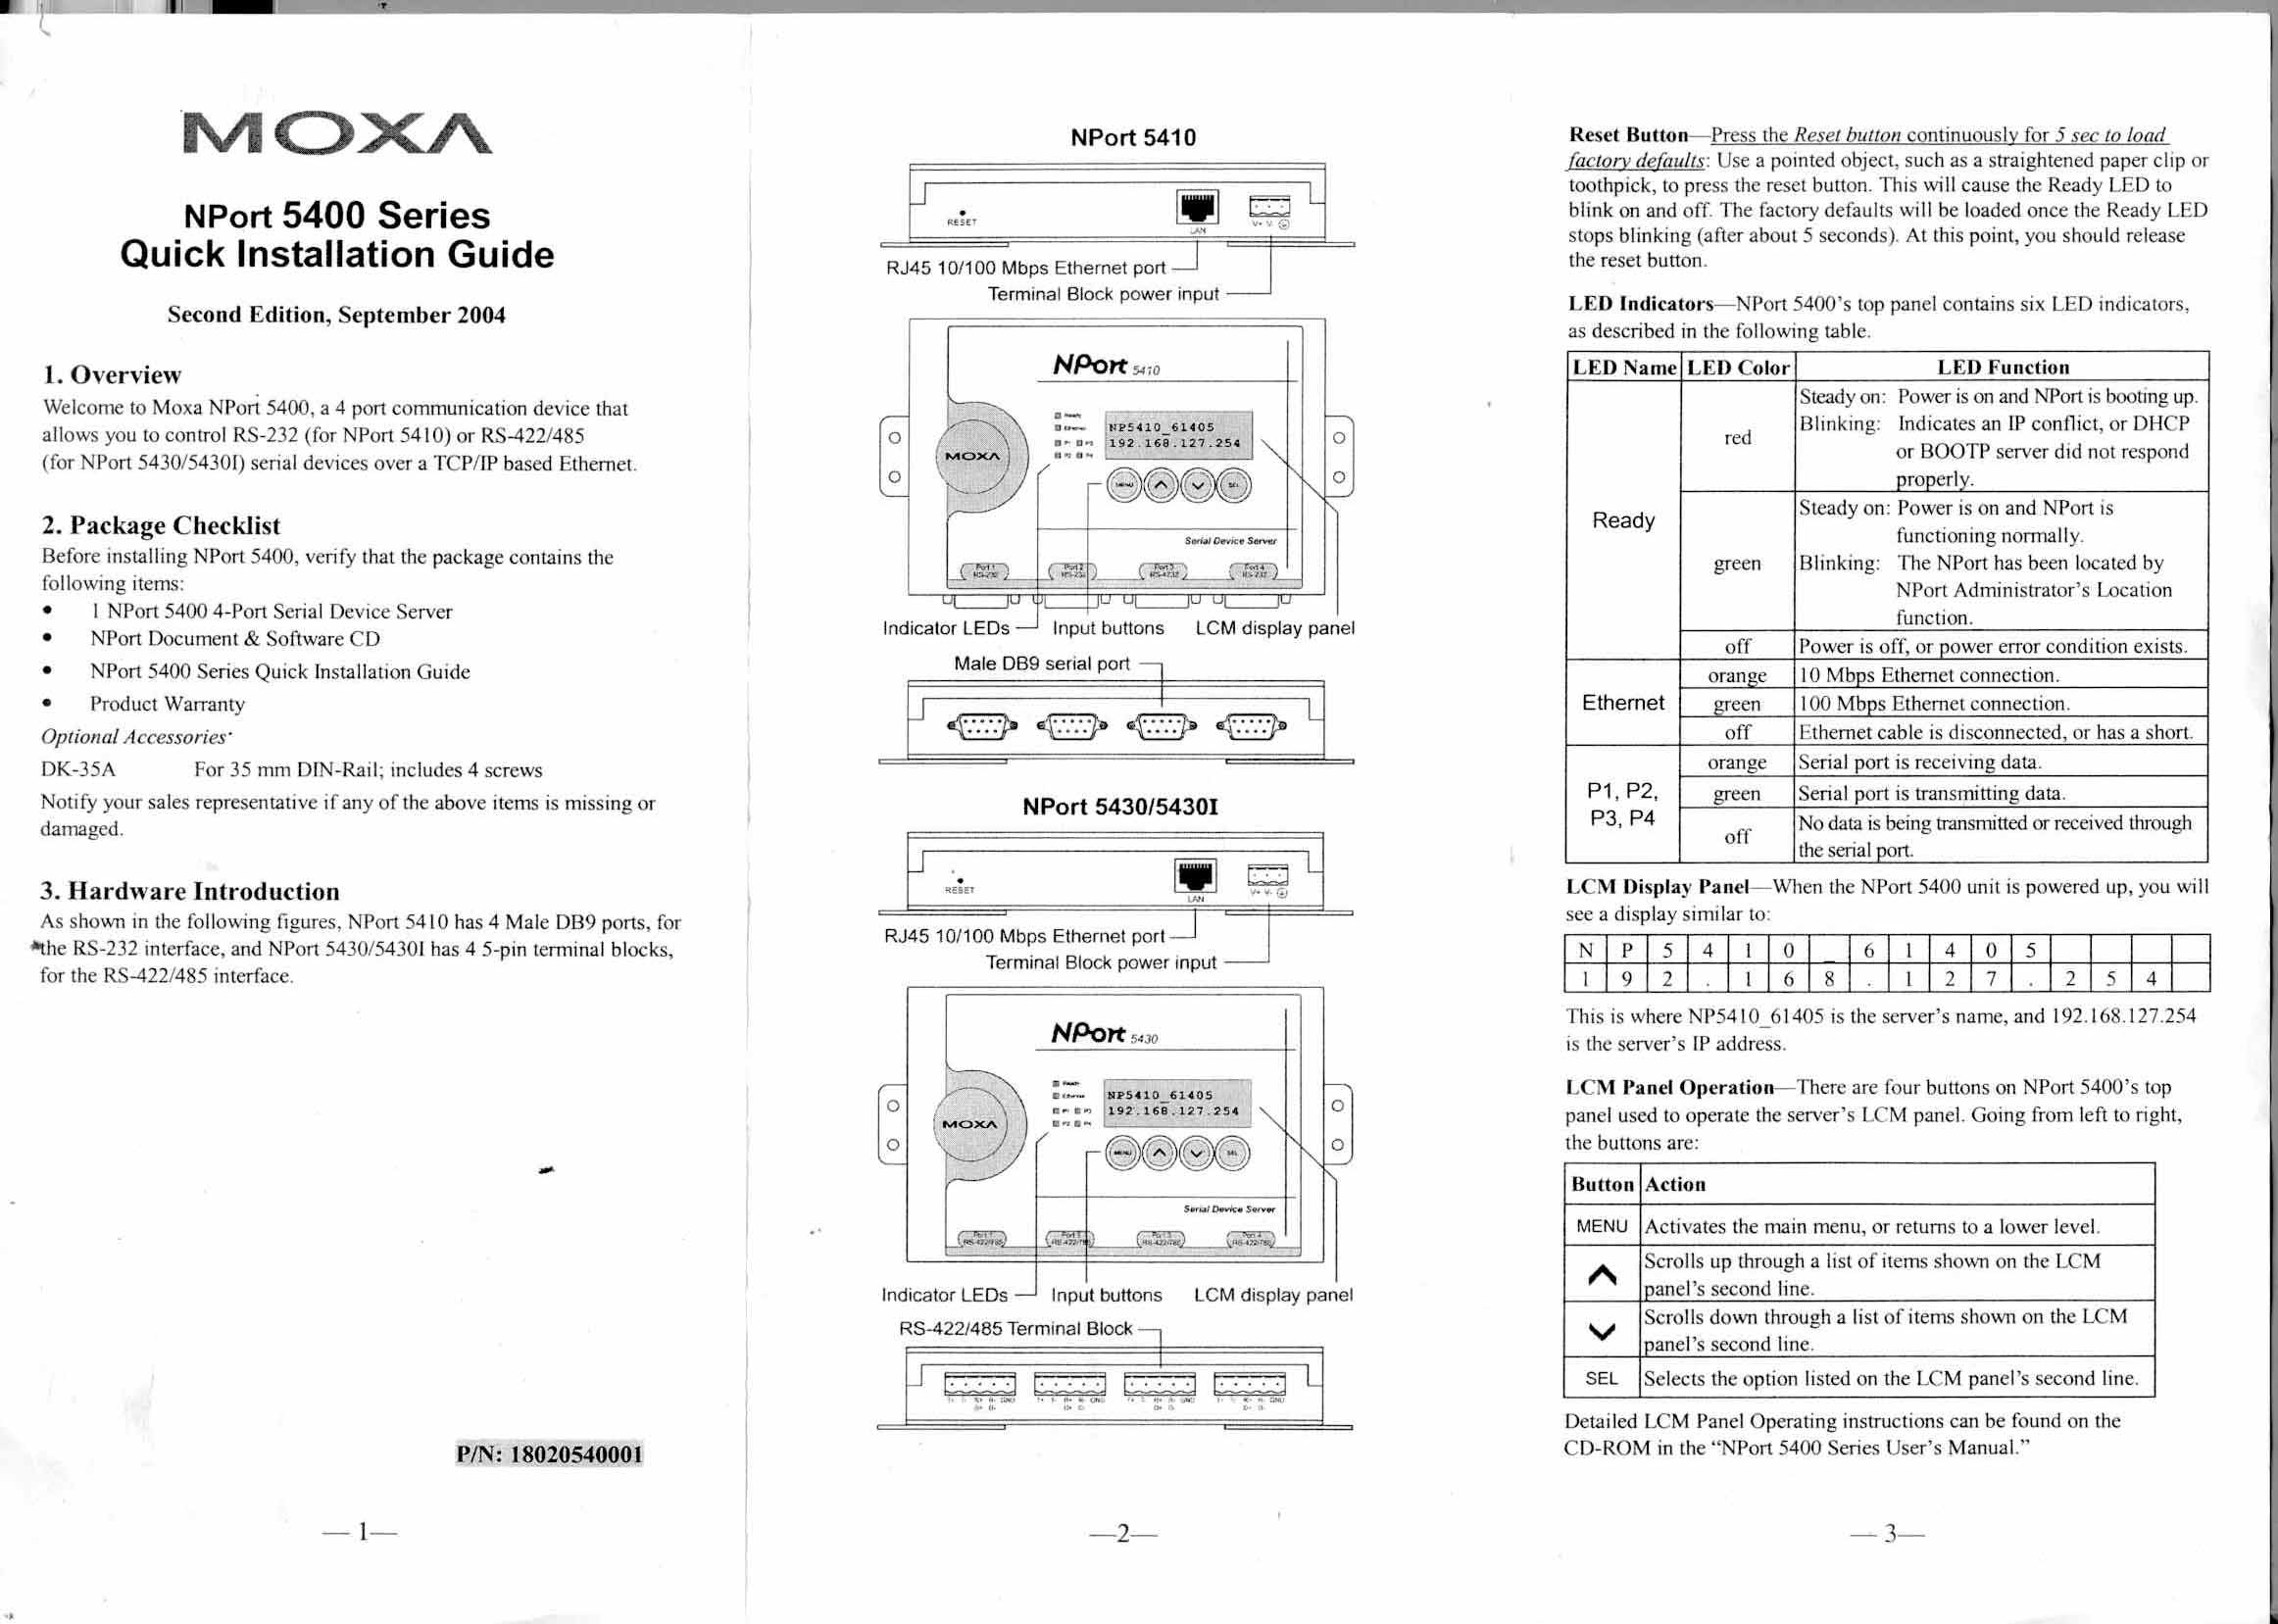 MOXA
NPort 5400 Series
Quick Installation Guide
Second Edition, September 2004
1. Overview
Welcome to Moxa NPort 5400, a 4 port communication device that
allows you to control RS-232 (for NPort 5410) or RS-422/485
(for NPort 5430/5430I) serial devices over a TCP/IP based Ethernet.
2. Package Checklist
Before installing NPort 5400, verify that the package contains the
following items:
• 1 NPort 5400 4-Port Serial Device Server
• NPort Document & Software CD
• NPort 5400 Series Quick Installation Guide
• Product Warranty
Optional Accessories:
DK-35A For 35 mm DIN-Rail; includes 4 screws
Notify your sales representative if any of the above items is missing or
damaged.
3. Hardware Introduction
As shown in the following figures, NPort 5410 has 4 Male DB9 ports, for
the RS-232 interface, and NPort 5430/5430I has 4 5-pin terminal blocks,
for the RS-422/485 interface.
P/N: 18020540001
— 1—
NPort 5410
RESET
LAN
V+ V-
RJ45 10/100 Mbps Ethernet port
Terminal Block power input
NPort 5410
Ready
Ethernet
P1 P3
P2 P4
NP5410_61405
192.168.127.254
MOXA
MENU SEL
Serial Device Server
Port 1 Port 2 Port 3 Port 4
RS-232 RS-232 RS-4232 RS-232
Indicator LEDs Input buttons LCM display panel
Male DB9 serial port
NPort 5430/5430I
RESET
LAN
V+ V-
RJ45 10/100 Mbps Ethernet port
Terminal Block power input
NPort 5430
Ready
Ethernet
P1 P3
P2 P4
NP5410_61405
192.168.127.254
MOXA
MENU SEL
Serial Device Server
Port 1
RS-422/785
Indicator LEDs Input buttons LCM display panel
RS-422/485 Terminal Block
—2—
Reset Button—Press the Reset button continuously for 5 sec to load
factory defaults: Use a pointed object, such as a straightened paper clip or
toothpick, to press the reset button. This will cause the Ready LED to
blink on and off. The factory defaults will be loaded once the Ready LED
stops blinking (after about 5 seconds). At this point, you should release
the reset button.
LED Indicators—NPort 5400's top panel contains six LED indicators,
as described in the following table.
LED Name LED Color LED Function
Ready
red
Steady on: Power is on and NPort is booting up.
Blinking: Indicates an IP conflict, or DHCP
or BOOTP server did not respond
properly.
green
Steady on: Power is on and NPort is
functioning normally.
Blinking: The NPort has been located by
NPort Administrator's Location
function.
off Power is off, or power error condition exists.
Ethernet
orange 10 Mbps Ethernet connection.
green 100 Mbps Ethernet connection.
off Ethernet cable is disconnected, or has a short.
P1, P2,
P3, P4
orange Serial port is receiving data.
green Serial port is transmitting data.
off
No data is being transmitted or received through
the serial port.
LCM Display Panel—When the NPort 5400 unit is powered up, you will
see a display similar to:
N P 5 4 1 0 _ 6 1 4 0 5
1 9 2 . 1 6 8 . 1 2 7 . 2 5 4
This is where NP5410_61405 is the server's name, and 192.168.127.254
is the server's IP address.
LCM Panel Operation—There are four buttons on NPort 5400's top
panel used to operate the server's LCM panel. Going from left to right,
the buttons are:
Button Action
MENU Activates the main menu, or returns to a lower level.
Scrolls up through a list of items shown on the LCM
panel's second line.
Scrolls down through a list of items shown on the LCM
panel's second line.
SEL Selects the option listed on the LCM panel's second line.
Detailed LCM Panel Operating instructions can be found on the
CD-ROM in the “NPort 5400 Series User's Manual.”
— 3—